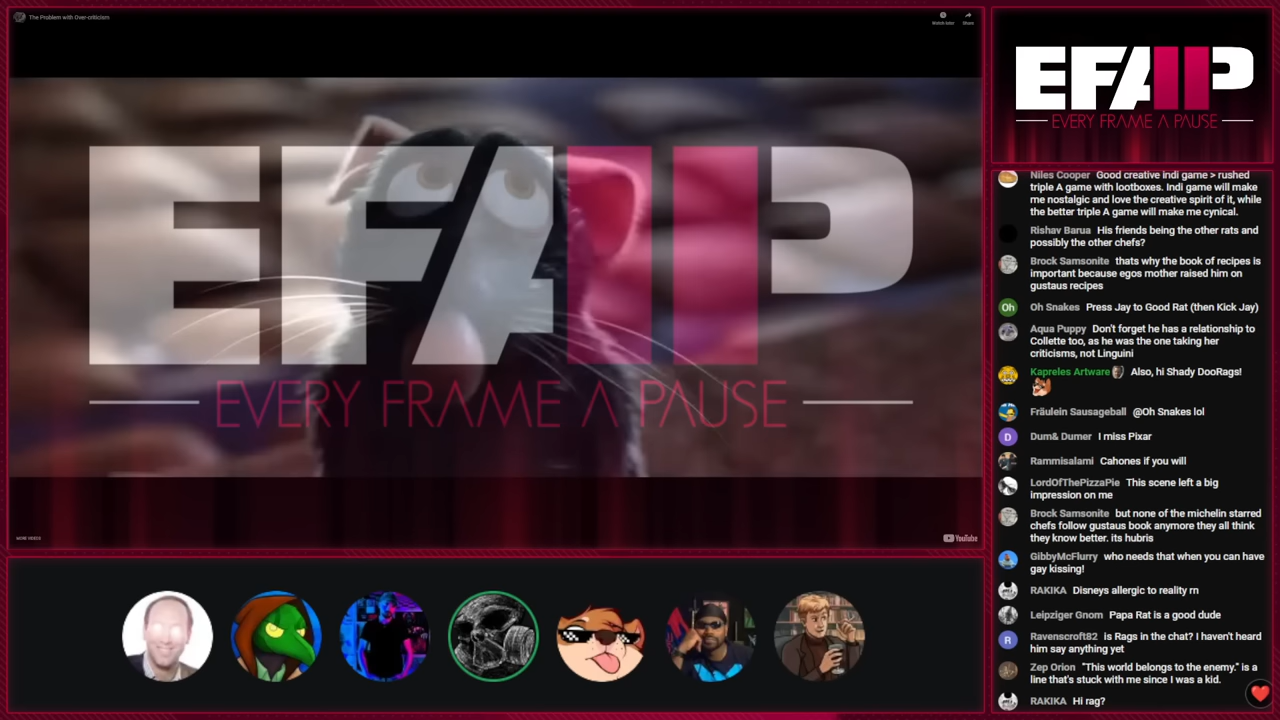 The Problem with Over-criticism
Watch later
Share
EFAP
EVERY FRAME A PAUSE
MORE VIDEOS
YouTube
EFAP
EVERY FRAME A PAUSE
Niles Cooper Good creative indi game > rushed
triple A game with lootboxes. Indi game will make
me nostalgic and love the creative spirit of it, while
the better triple A game will make me cynical.
Rishav Barua His friends being the other rats and
possibly the other chefs?
Brock Samsonite thats why the book of recipes is
important because egos mother raised him on
gustaus recipes
Oh
Oh Snakes Press Jay to Good Rat (then Kick Jay)
Aqua Puppy Don't forget he has a relationship to
Collette too, as he was the one taking her
criticisms, not Linguini
Kapreles Artware Also, hi Shady DooRags!
Fräulein Sausageball @Oh Snakes lol
D
Dum& Dumer I miss Pixar
Rammisalami Cahones if you will
LordOfThePizzaPie This scene left a big
impression on me
Brock Samsonite but none of the michelin starred
chefs follow gustaus book anymore they all think
they know better. its hubris
GibbyMcFlurry who needs that when you can have
gay kissing!
RAKIKA Disneys allergic to reality rn
Leipziger Gnom Papa Rat is a good dude
R
Ravenscroft82 is Rags in the chat? I haven't heard
him say anything yet
Zep Orion "This world belongs to the enemy." is a
line that's stuck with me since I was a kid.
RAKIKA Hi rag?